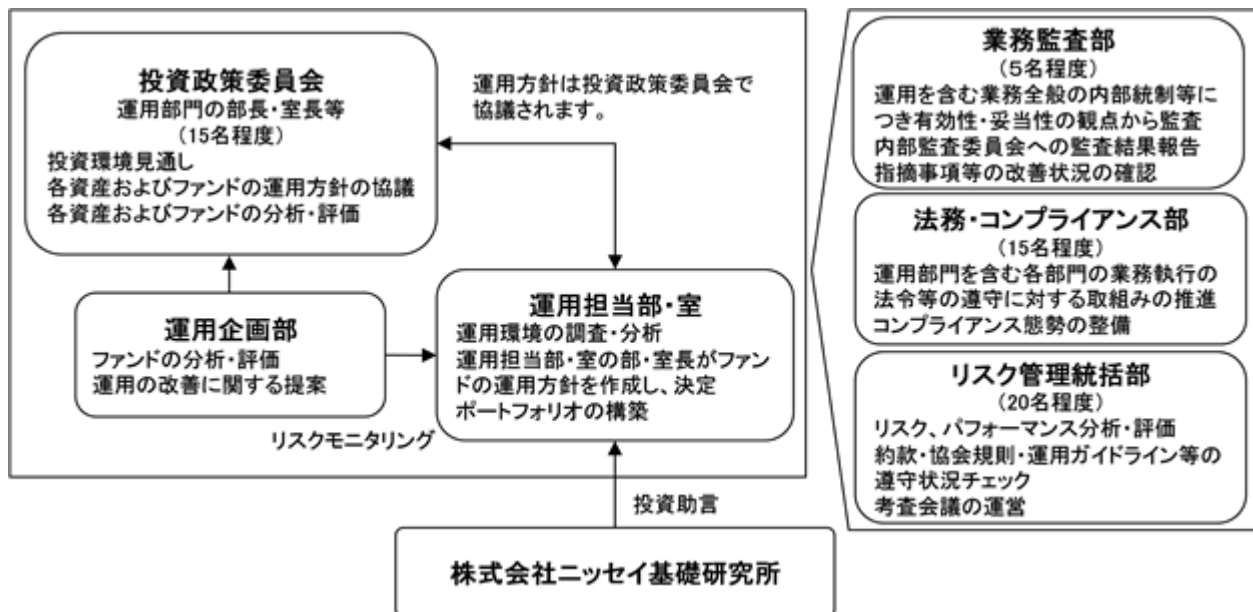 投資政策委員会
運用部門の部長・室長等
(15名程度)
投資環境見通し
各資産およびファンドの運用方針の協議
各資産およびファンドの分析・評価
運用方針は投資政策委員会で
協議されます。
運用企画部
ファンドの分析・評価
運用の改善に関する提案
リスクモニタリング
運用担当部・室
運用環境の調査・分析
運用担当部・室の部・室長がファン
ドの運用方針を作成し、決定
ポートフォリオの構築
投資助言
株式会社ニッセイ基礎研究所
業務監査部
(5名程度)
運用を含む業務全般の内部統制等に
つき有効性・妥当性の観点から監査
内部監査委員会への監査結果報告
指摘事項等の改善状況の確認
法務・コンプライアンス部
(15名程度)
運用部門を含む各部門の業務執行の
法令等の遵守に対する取組みの推進
コンプライアンス態勢の整備
リスク管理統括部
(20名程度)
リスク、パフォーマンス分析・評価
約款・協会規則・運用ガイドライン等の
遵守状況チェック
考査会議の運営